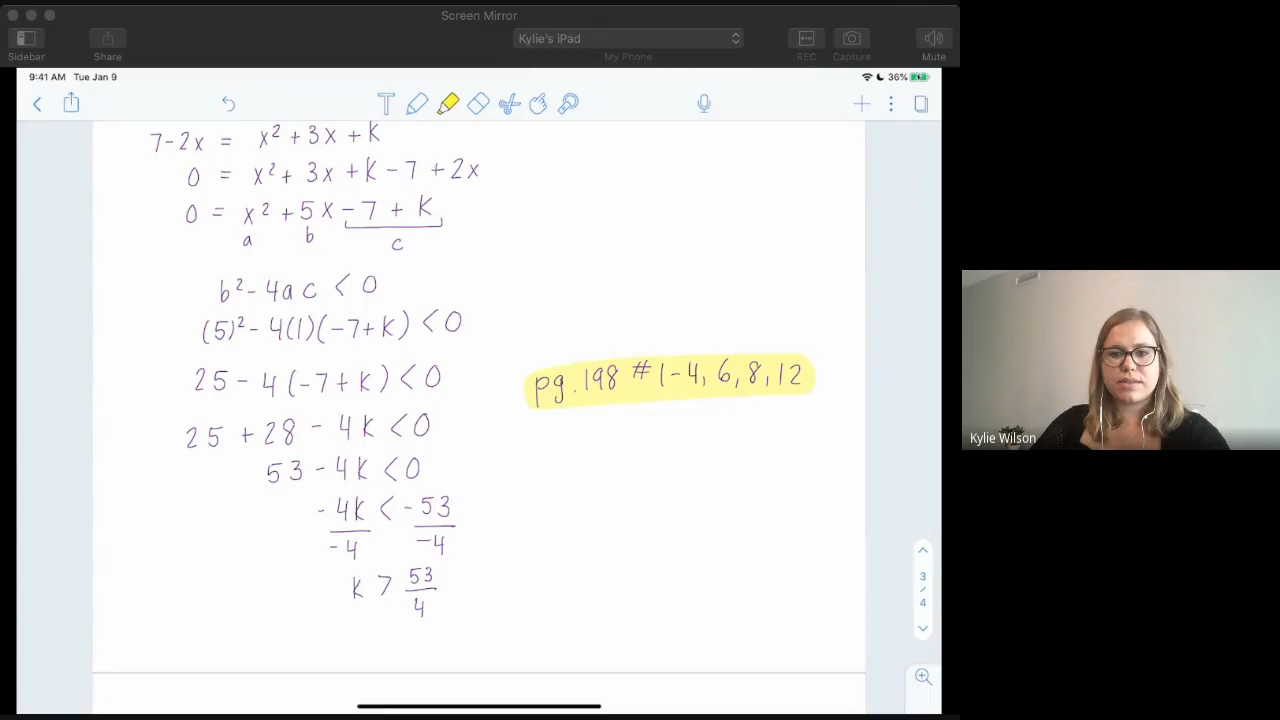 Screen Mirror
Sidebar
Share
Kylie's iPad
My Phone
REC
Capture
Mute
9:41 AM Tue Jan 9
36%
7-2x = x² + 3x + K
0 = x² + 3x + K - 7 + 2x
0 = x² + 5x - 7 + K
a b c
b² - 4ac < 0
(5)² - 4(1)(-7+K) < 0
25 - 4(-7+K) < 0
pg. 198 # 1-4, 6, 8, 12
25 + 28 - 4K < 0
53 - 4K < 0
-4K < -53
-4 -4
K > 53
4
3
/
4
Kylie Wilson